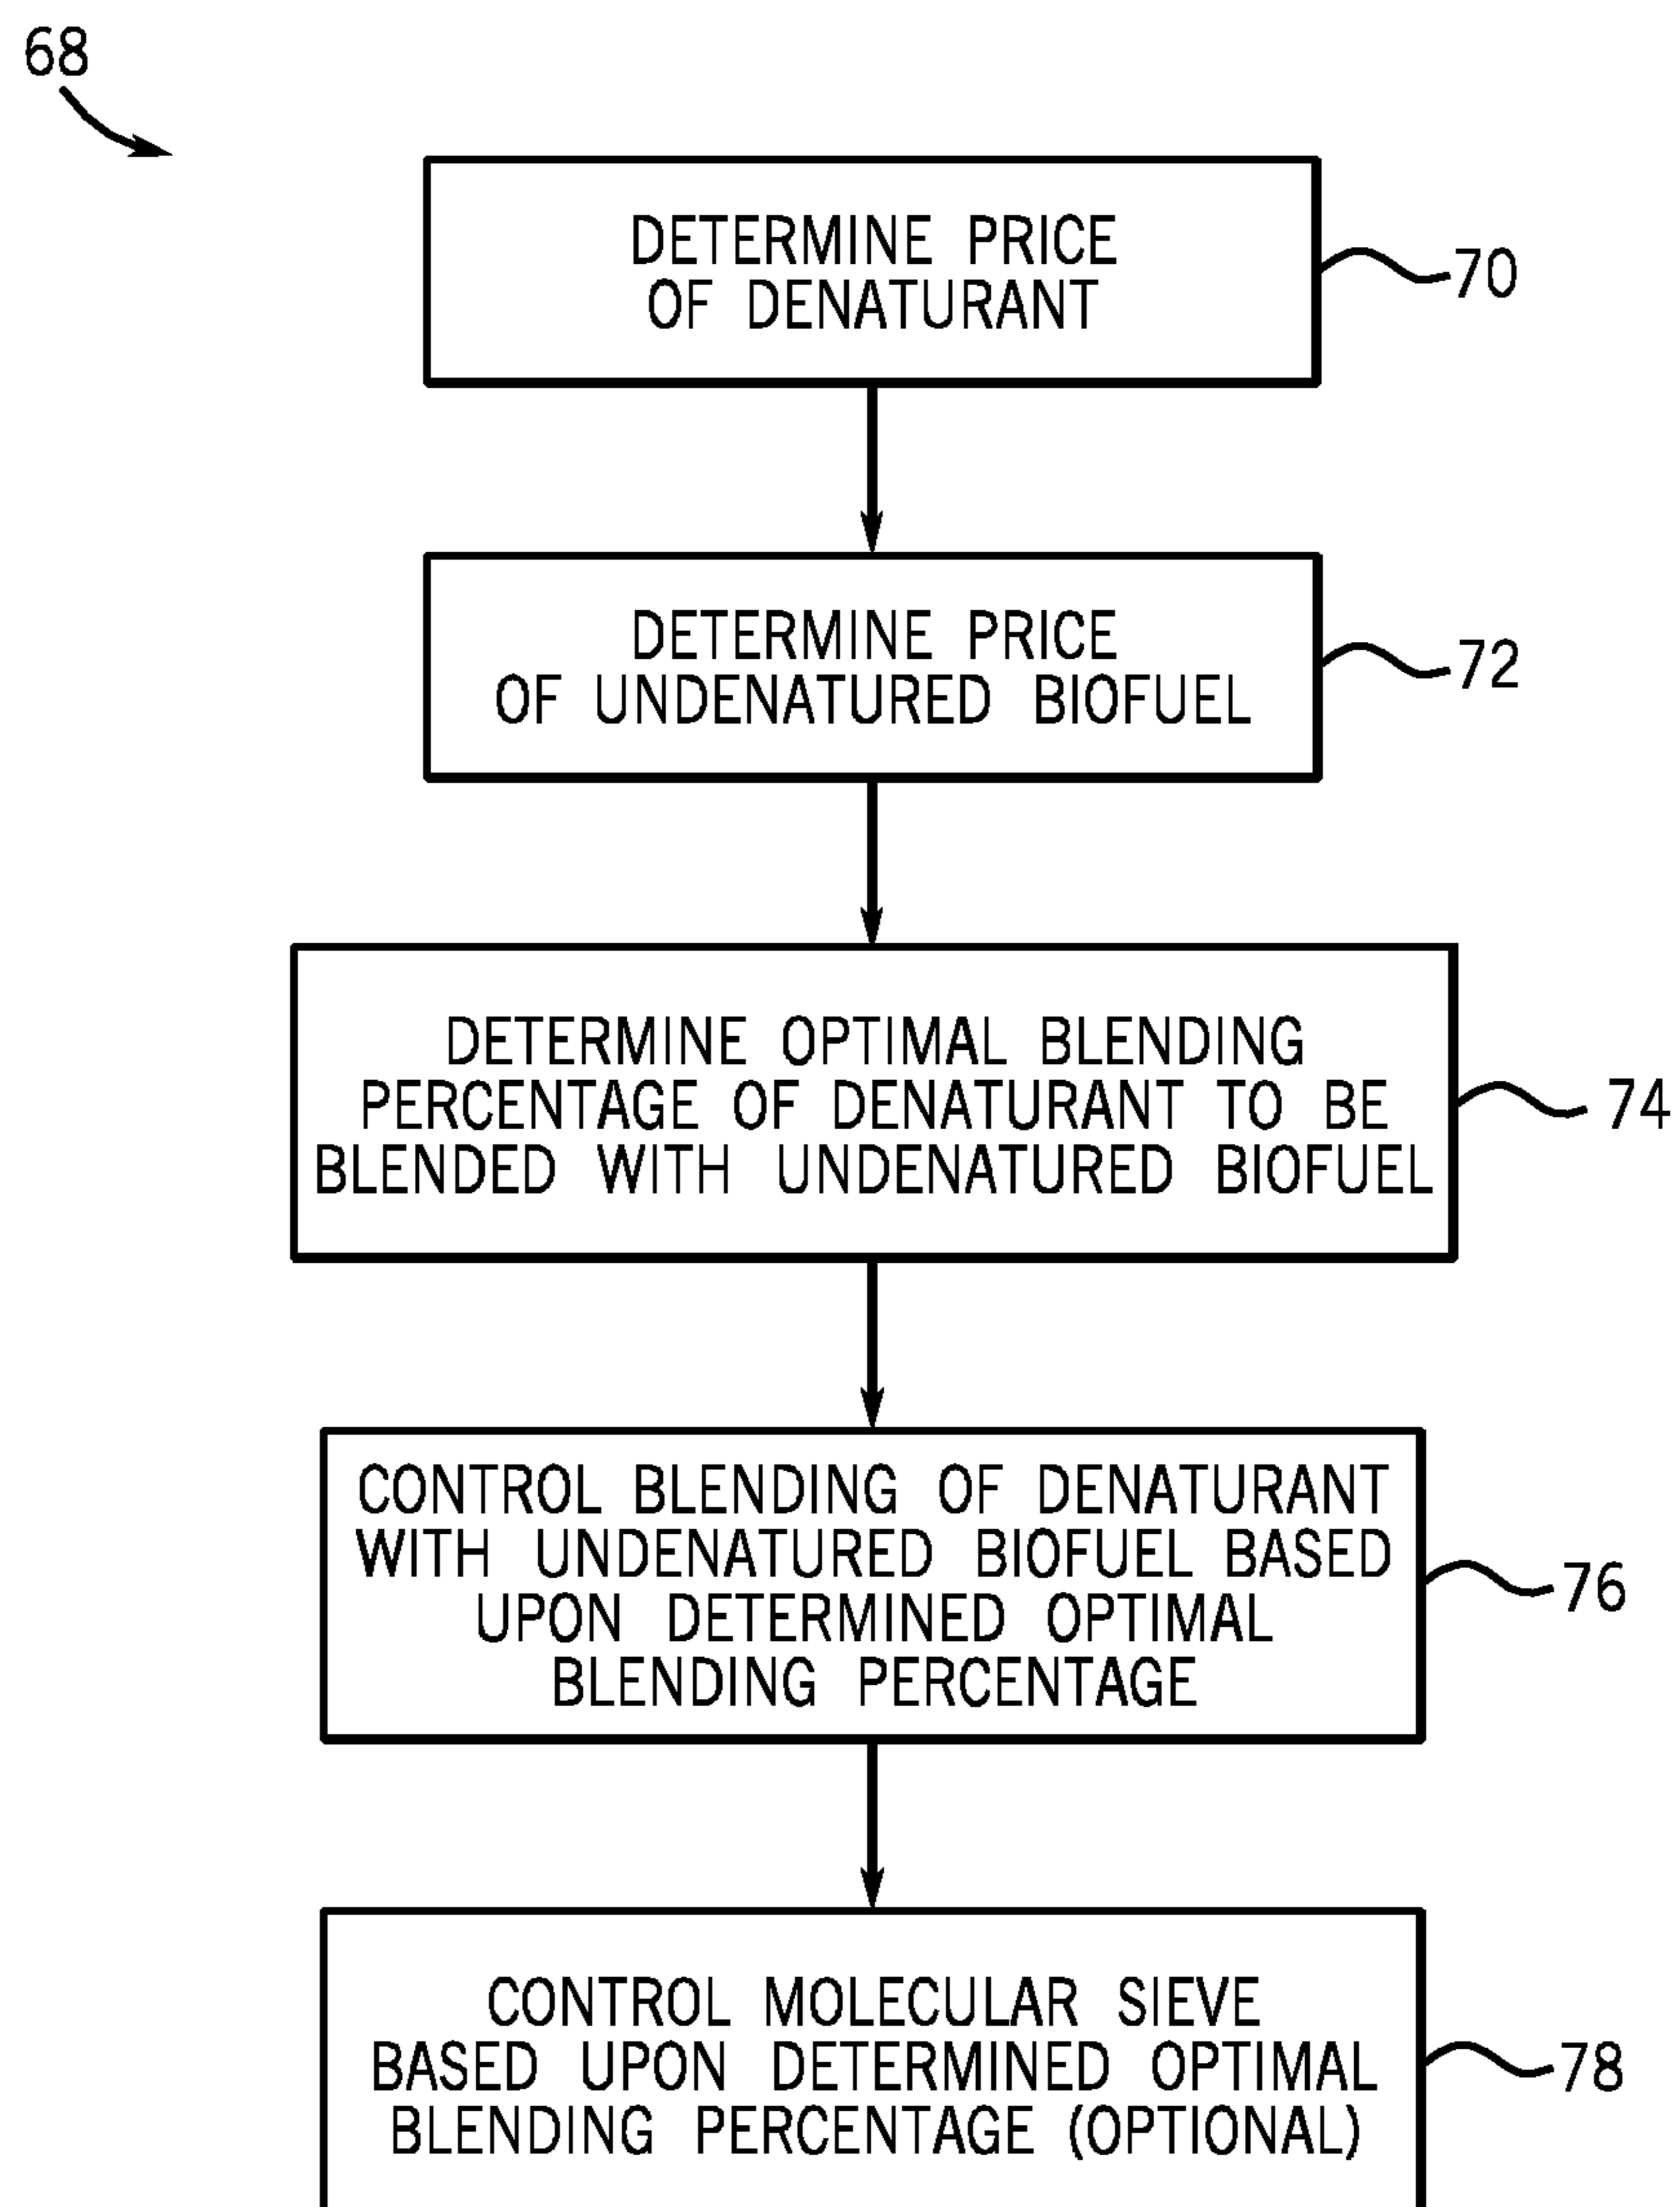 68
DETERMINE PRICE
OF DENATURANT
70
DETERMINE PRICE
OF UNDENATURED BIOFUEL
72
DETERMINE OPTIMAL BLENDING
PERCENTAGE OF DENATURANT TO BE
BLENDED WITH UNDENATURED BIOFUEL
74
CONTROL BLENDING OF DENATURANT
WITH UNDENATURED BIOFUEL BASED
UPON DETERMINED OPTIMAL
BLENDING PERCENTAGE
76
CONTROL MOLECULAR SIEVE
BASED UPON DETERMINED OPTIMAL
BLENDING PERCENTAGE (OPTIONAL)
78